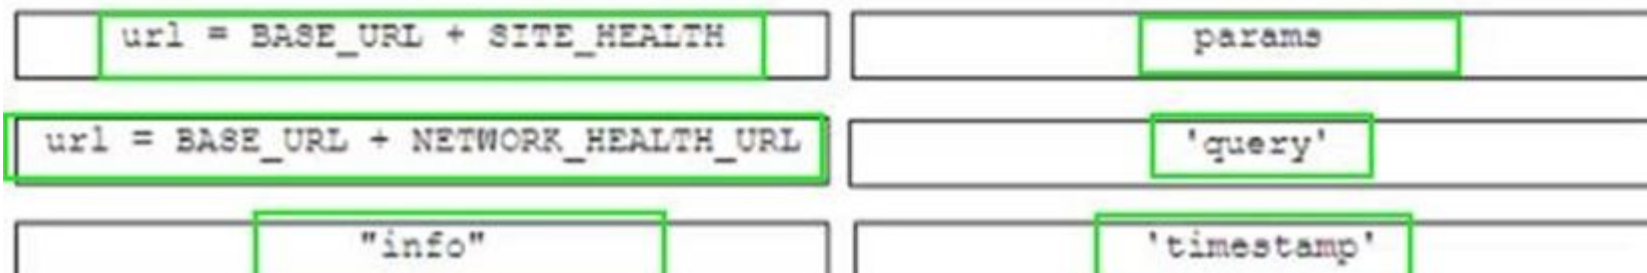 url = BASE_URL + SITE_HEALTH
params
url = BASE_URL + NETWORK_HEALTH_URL
'query'
"info"
'timestamp'